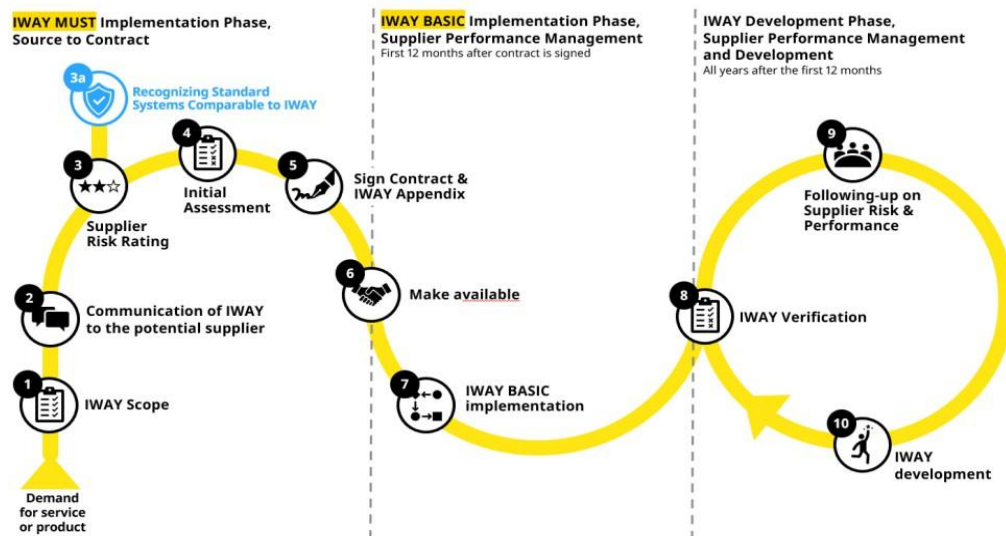 IWAY MUST Implementation Phase,
Source to Contract
IWAY BASIC Implementation Phase,
Supplier Performance Management
First 12 months after contract is signed
IWAY Development Phase,
Supplier Performance Management
and Development
All years after the first 12 months
3a
Recognizing Standard
Systems Comparable to IWAY
4
Initial
Assessment
3
Supplier
Risk Rating
5
Sign Contract &
IWAY Appendix
2
Communication of IWAY
to the potential supplier
1
IWAY Scope
Demand
for service
or product
6
Make available
7
IWAY BASIC
implementation
8
IWAY Verification
9
Following-up on
Supplier Risk &
Performance
10
IWAY
development